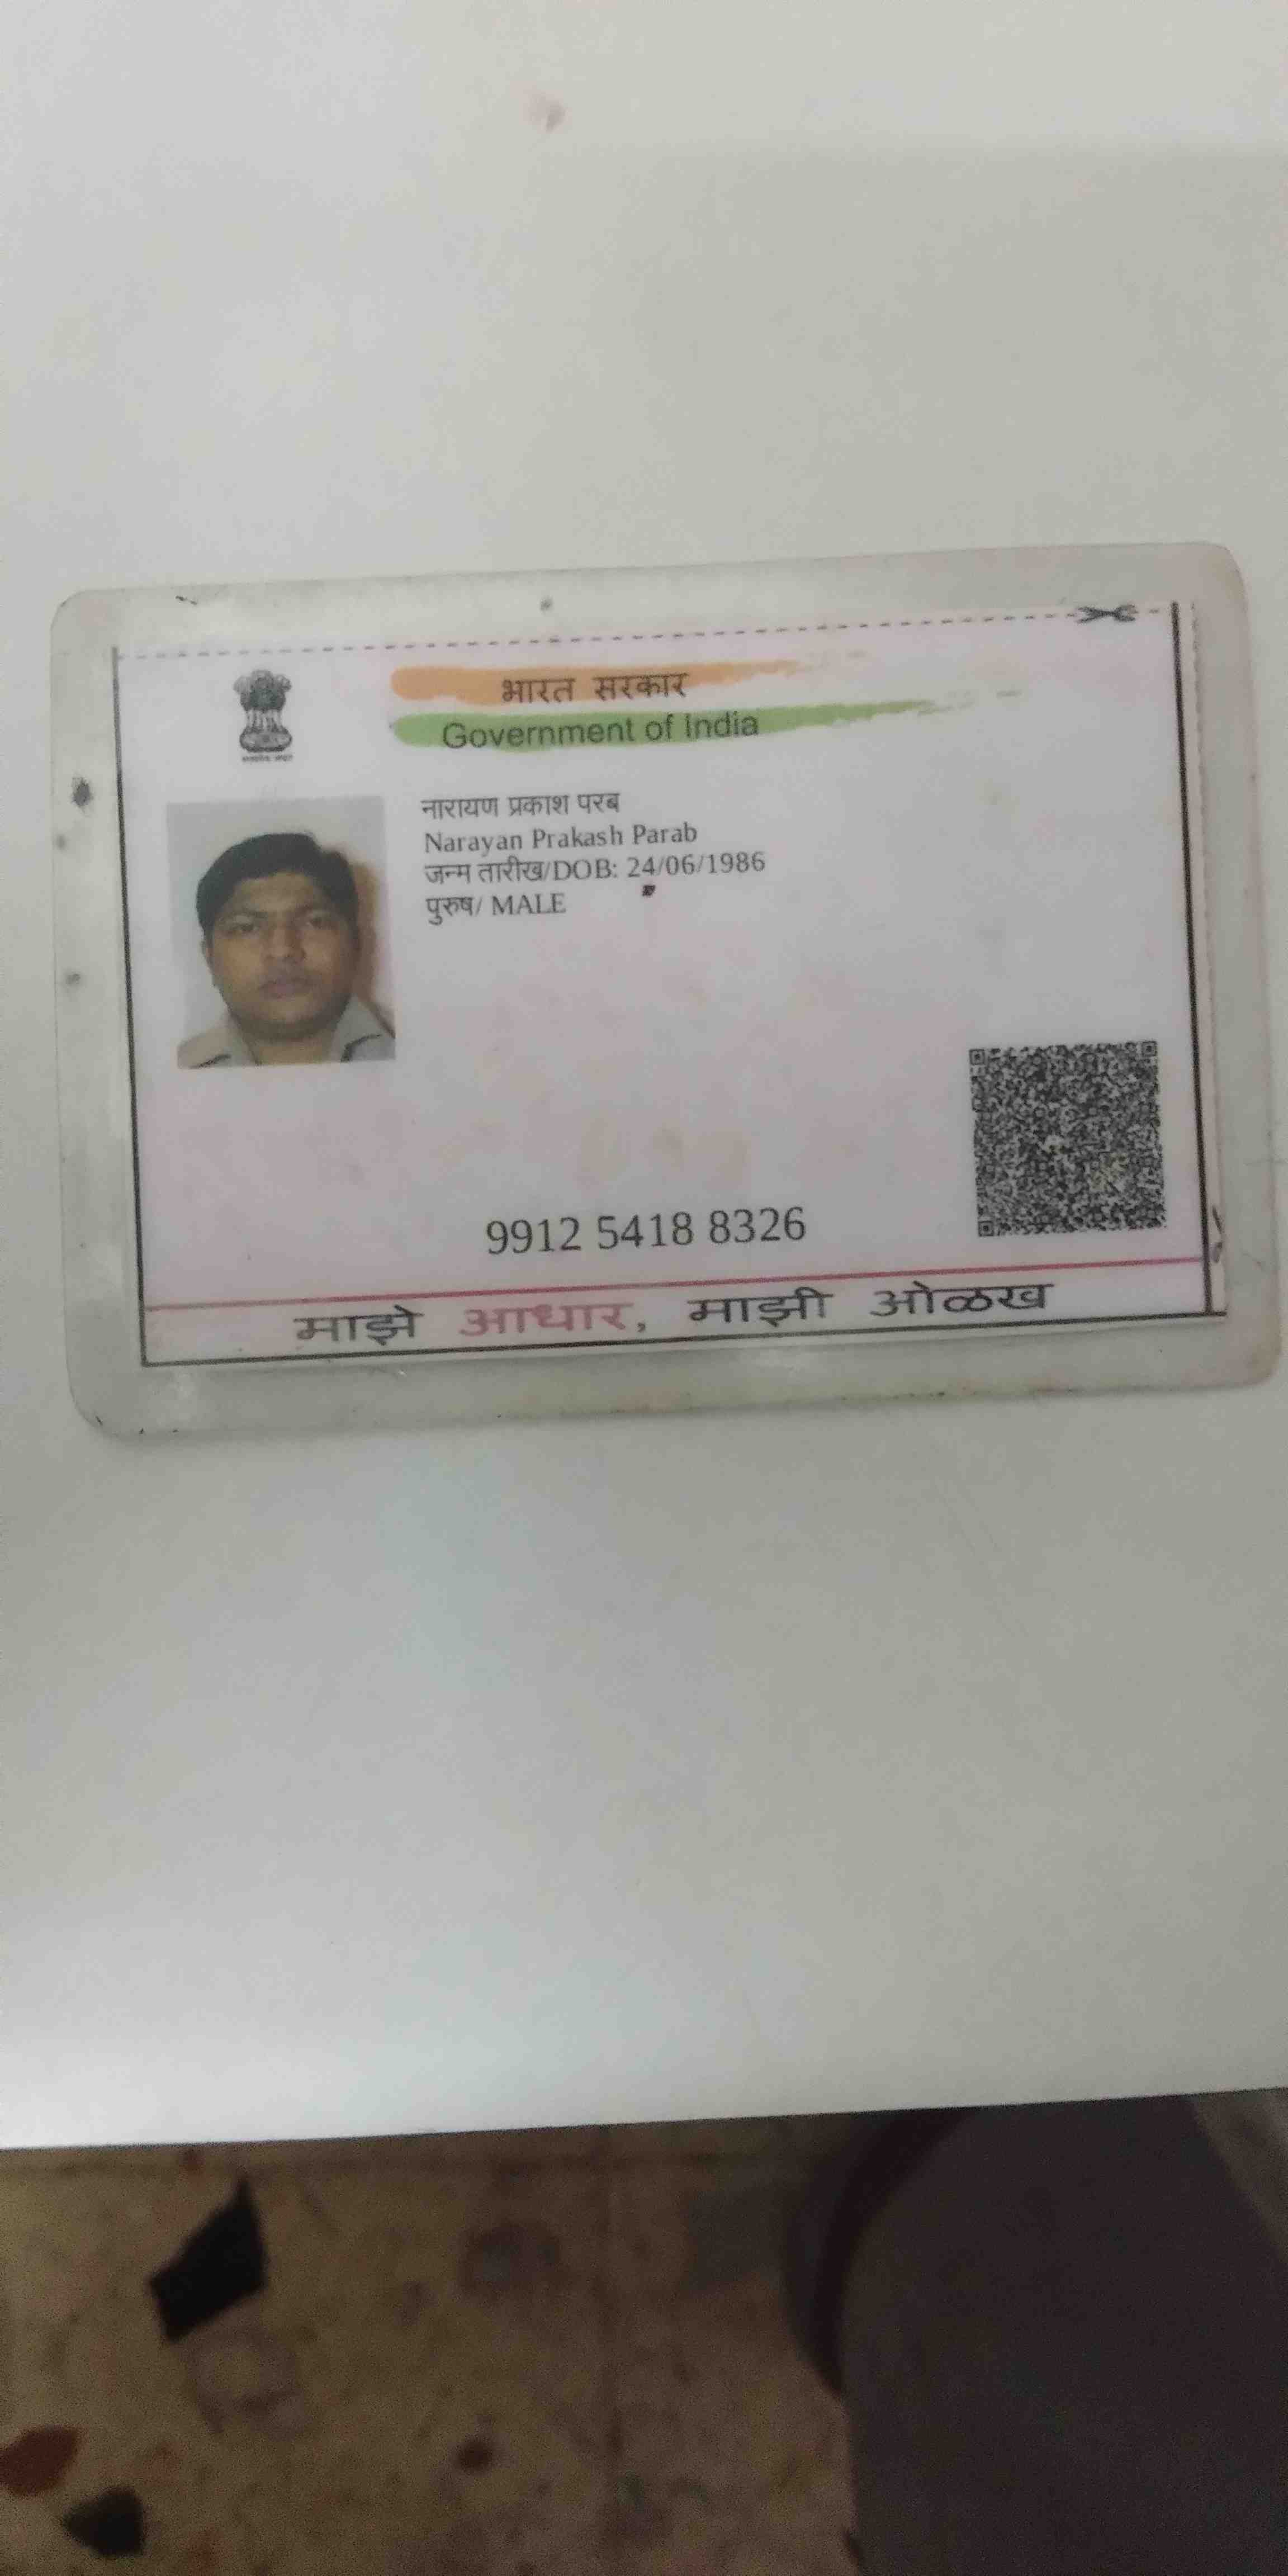 भारत सरकार
Government of India
नारायण प्रकाश परब
Narayan Prakash Parab
जन्म तारीख/DOB: 24/06/1986
पुरुष/ MALE
9912 5418 8326
माझे आधार, माझी ओळख